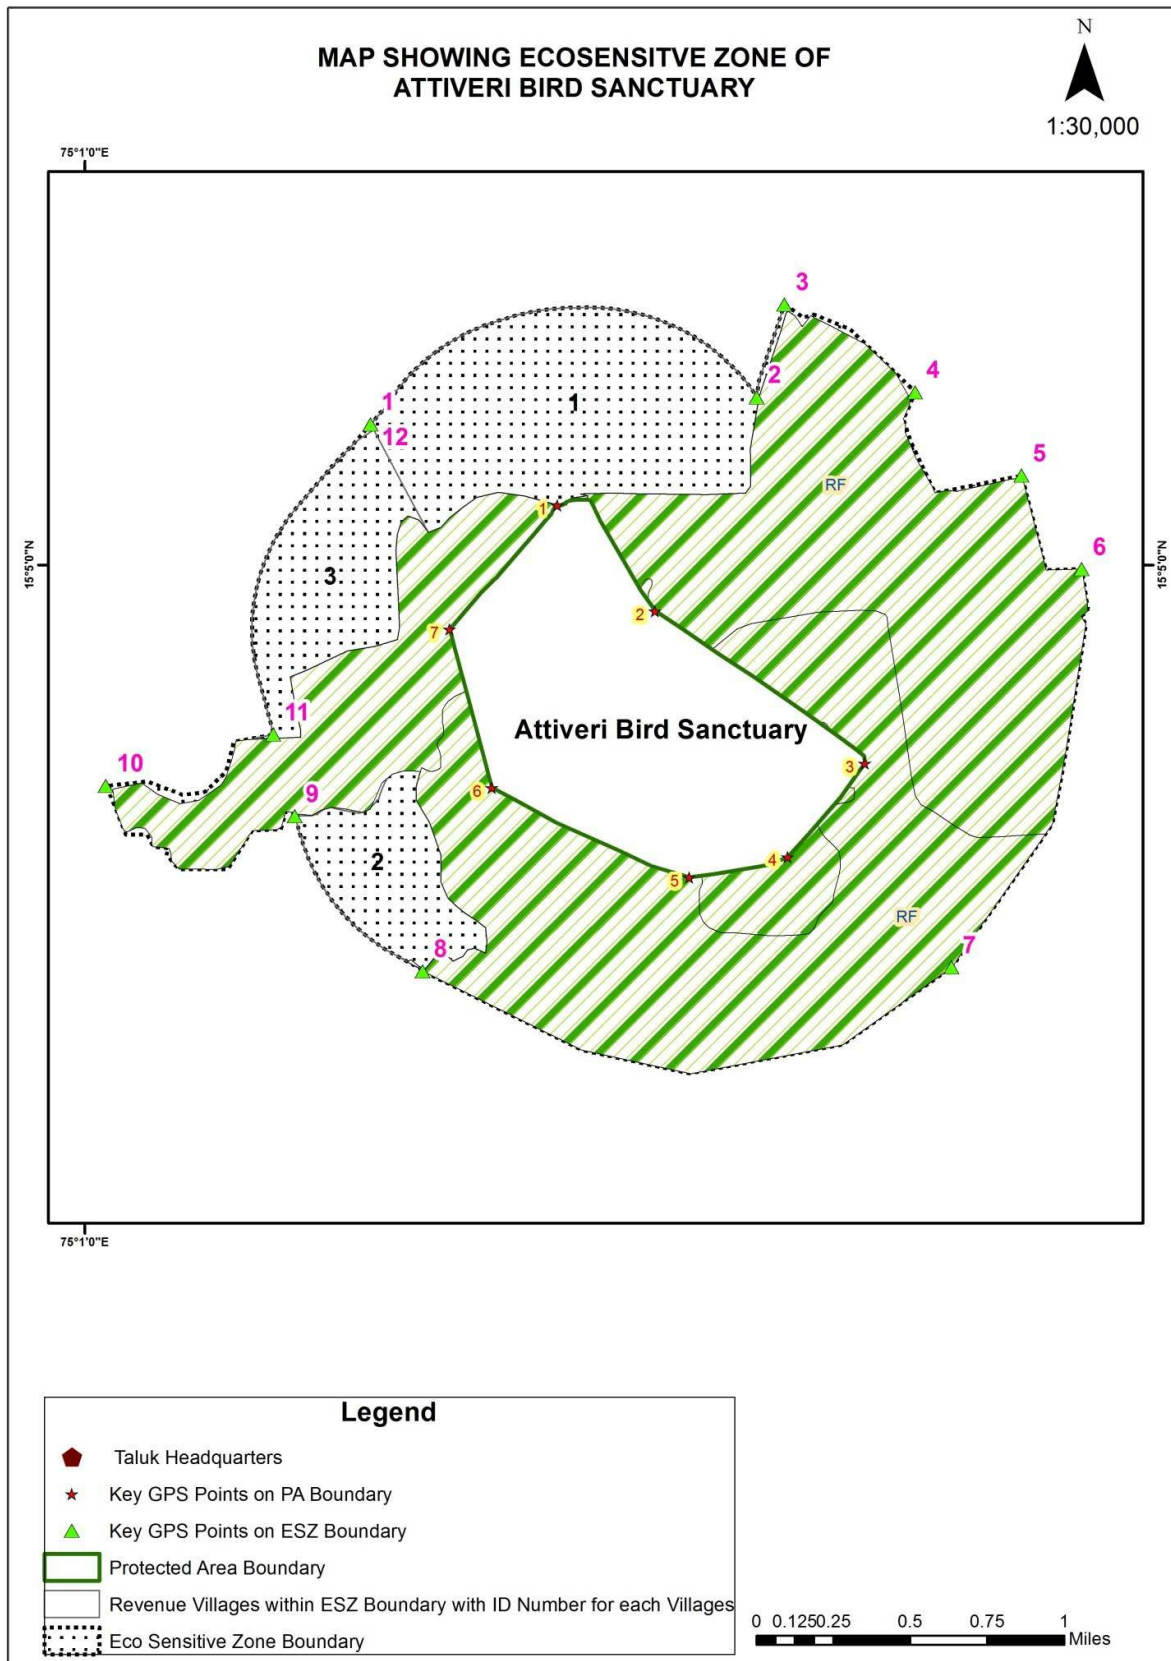 MAP SHOWING ECOSENSITVE ZONE OF
ATTIVERI BIRD SANCTUARY
N
1:30,000
75°1'0"E
3
2
4
1
12
1
5
RF
1
6
15°5'0"N
15°5'0"N
3
2
7
11
Attiveri Bird Sanctuary
3
10
6
9
2
4
5
RF
8
7
75°1'0"E
Legend
Taluk Headquarters
Key GPS Points on PA Boundary
Key GPS Points on ESZ Boundary
Protected Area Boundary
Revenue Villages within ESZ Boundary with ID Number for each Villages
Eco Sensitive Zone Boundary
0 0.125 0.25 0.5 0.75 1
Miles